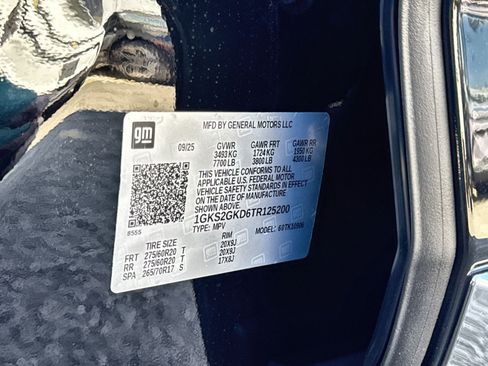 gm
MFD BY GENERAL MOTORS LLC
09/25 GVWR GAWR FRT GAWR RR
3493 KG 1724 KG 1950 KG
7700 LB 3800 LB 4300 LB
THIS VEHICLE CONFORMS TO ALL
APPLICABLE U.S. FEDERAL MOTOR
VEHICLE SAFETY STANDARDS IN EFFECT
ON THE DATE OF MANUFACTURE
SHOWN ABOVE.
1GKS2GKD6TR125200
8555 TYPE: MPV MODEL: 60TK10906
TIRE SIZE RIM
FRT 275/60R20 T 20X9J
RR 275/60R20 T 20X9J
SPA 265/70R17 S 17X8J